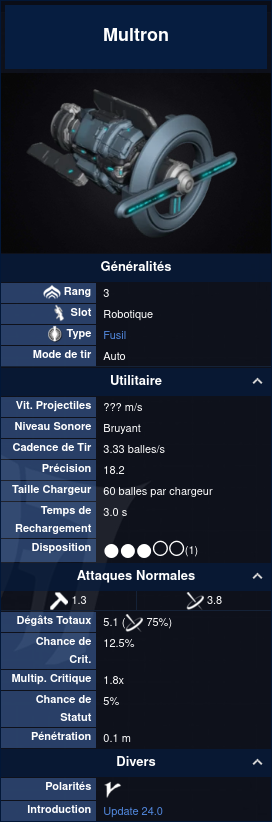 Multron
Généralités
Rang 3
Slot Robotique
Type Fusil
Mode de tir Auto
Utilitaire
Vit. Projectiles ??? m/s
Niveau Sonore Bruyant
Cadence de Tir 3.33 balles/s
Précision 18.2
Taille Chargeur 60 balles par chargeur
Temps de
Rechargement 3.0 s
Disposition (1)
Attaques Normales
1.3 3.8
Dégâts Totaux 5.1 ( 75%)
Chance de
Crit. 12.5%
Multip. Critique 1.8x
Chance de
Statut 5%
Pénétration 0.1 m
Divers
Polarités
Introduction Update 24.0